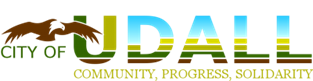 CITY OF UDALL
COMMUNITY, PROGRESS, SOLIDARITY